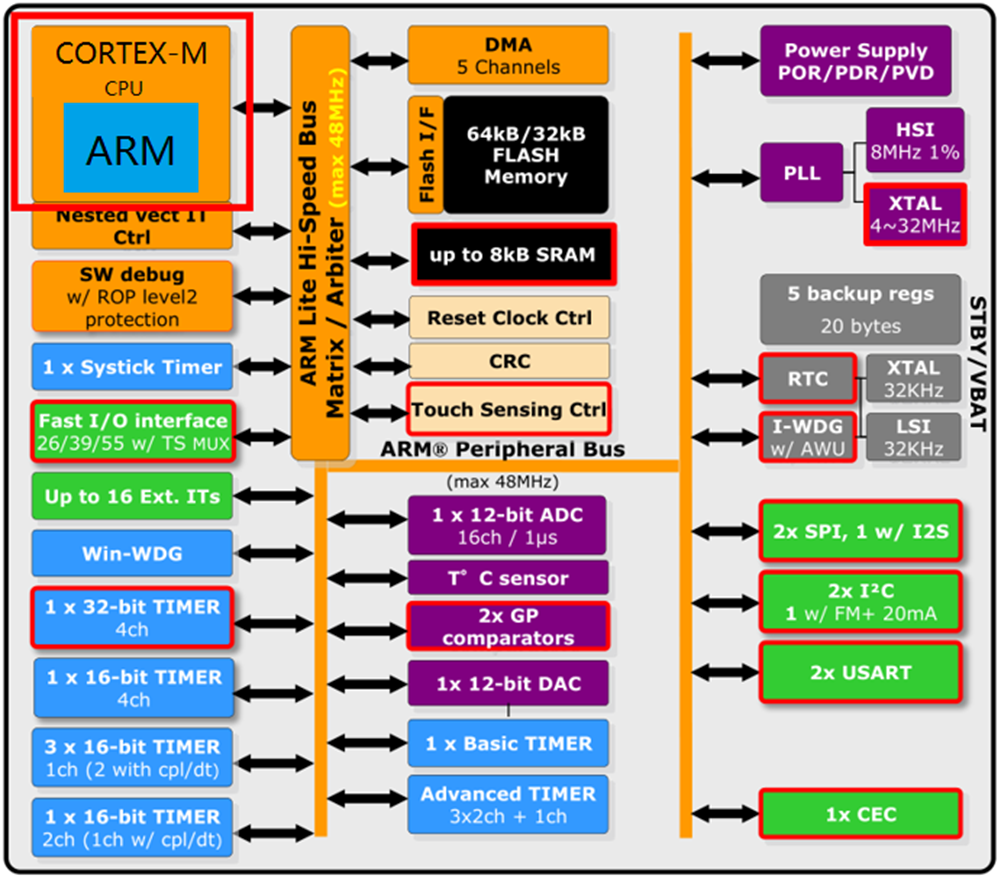 CORTEX-M
CPU
ARM
Nested Vect IT
Ctrl
SW debug
w/ ROP level2
protection
1 x Systick Timer
Fast I/O interface
26/39/55 w/ TS MUX
Up to 16 Ext. ITs
Win-WDG
1 x 32-bit TIMER
4ch
1 x 16-bit TIMER
4ch
3 x 16-bit TIMER
1ch (2 with cpl/dt)
1 x 16-bit TIMER
2ch (1ch w/ cpl/dt)
ARM Lite Hi-Speed Bus
Matrix / Arbiter (max 48MHz)
DMA
5 Channels
Flash I/F
64kB/32kB
FLASH
Memory
up to 8kB SRAM
Reset Clock Ctrl
CRC
Touch Sensing Ctrl
ARM® Peripheral Bus
(max 48MHz)
1 x 12-bit ADC
16ch / 1µs
T° C sensor
2x GP
comparators
1x 12-bit DAC
1 x Basic TIMER
Advanced TIMER
3x2ch + 1ch
Power Supply
POR/PDR/PVD
PLL
HSI
8MHz 1%
XTAL
4~32MHz
5 backup regs
20 bytes
RTC
XTAL
32KHz
I-WDG
w/ AWU
LSI
32KHz
STBY/VBAT
2x SPI, 1 w/ I2S
2x I²C
1 w/ FM+ 20mA
2x USART
1x CEC